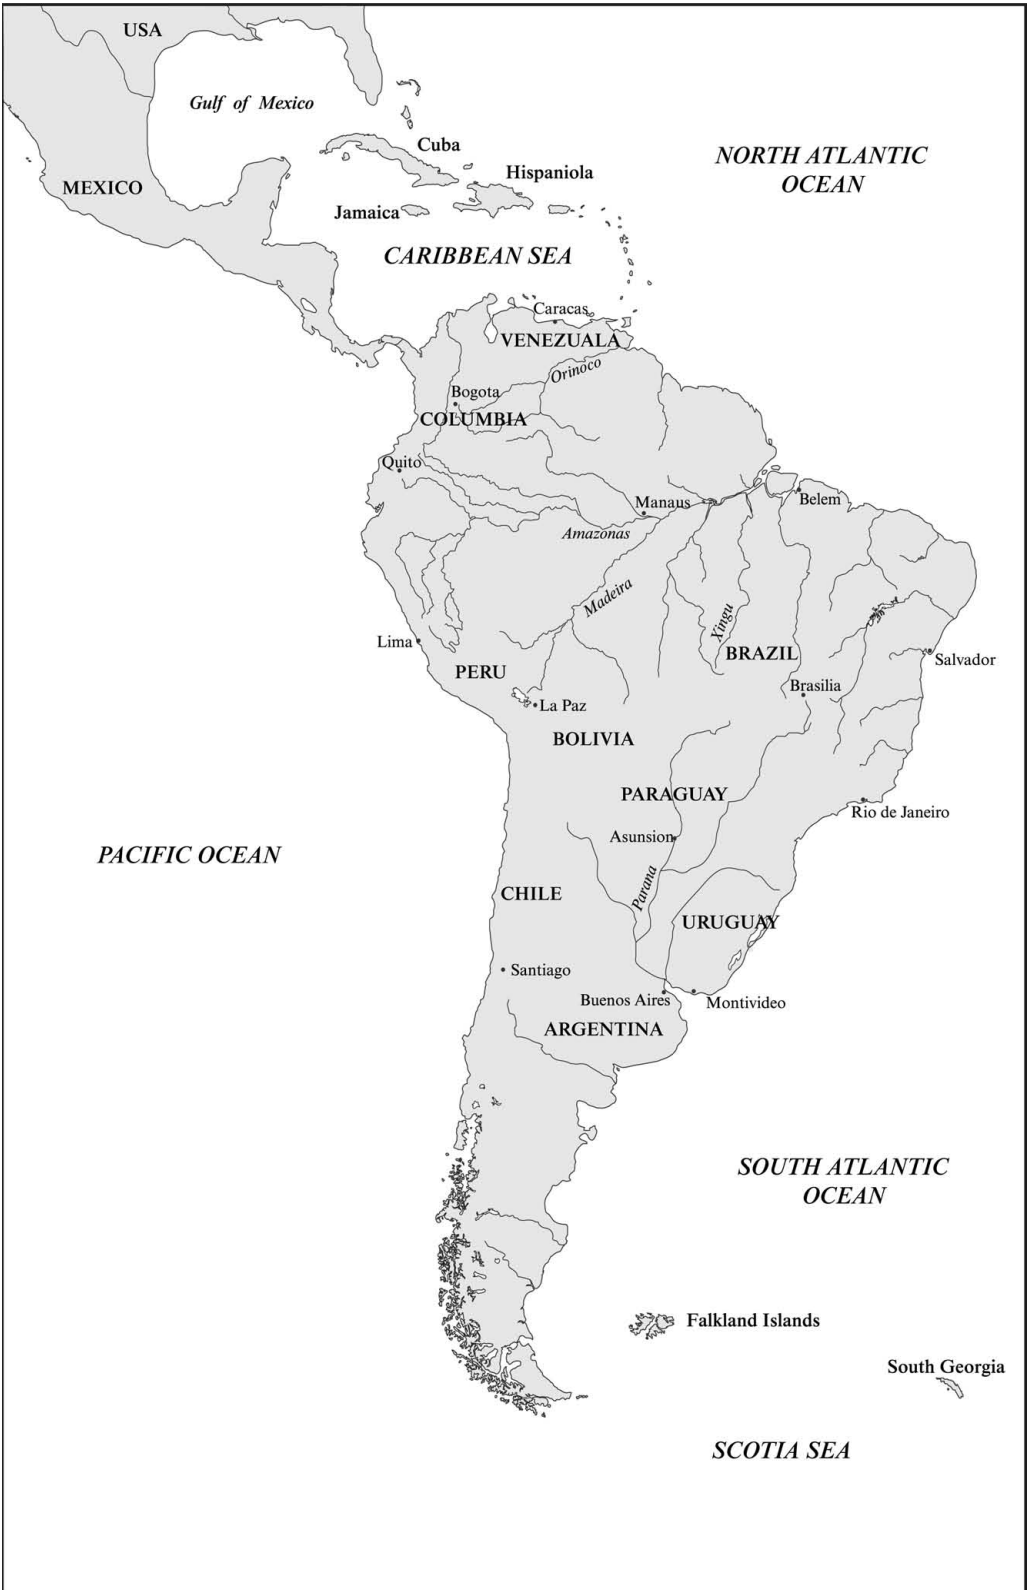 USA
Gulf of Mexico
Cuba
NORTH ATLANTIC
OCEAN
Hispaniola
MEXICO
Jamaica
CARIBBEAN SEA
Caracas
VENEZUALA
Orinoco
Bogota
COLUMBIA
Quito
Manaus
Belem
Amazonas
Madeira
Xingu
Lima
BRAZIL
Salvador
PERU
Brasilia
La Paz
BOLIVIA
PARAGUAY
Rio de Janeiro
Asunsion
PACIFIC OCEAN
Parana
CHILE
URUGUAY
Santiago
Buenos Aires
Montivideo
ARGENTINA
SOUTH ATLANTIC
OCEAN
Falkland Islands
South Georgia
SCOTIA SEA